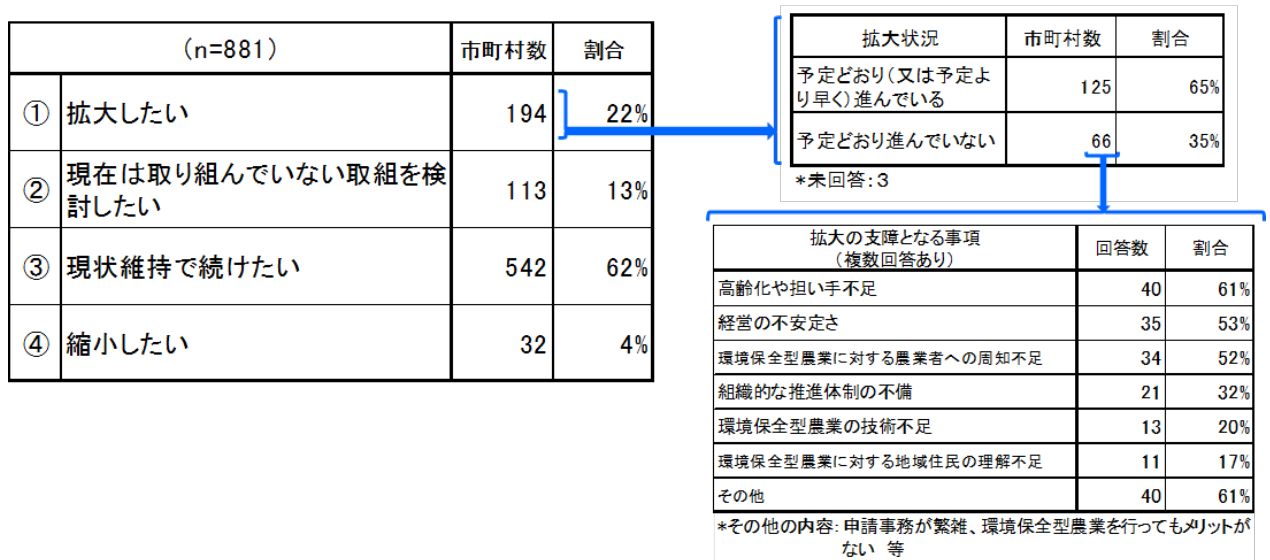 (n=881) 市町村数 割合
① 拡大したい 194 22%
② 現在は取り組んでいない取組を検
討したい 113 13%
③ 現状維持で続けたい 542 62%
④ 縮小したい 32 4%
拡大状況 市町村数 割合
予定どおり(又は予定よ
り早く)進んでいる 125 65%
予定どおり進んでいない 66 35%
*未回答:3
拡大の支障となる事項
(複数回答あり) 回答数 割合
高齢化や担い手不足 40 61%
経営の不安定さ 35 53%
環境保全型農業に対する農業者への周知不足 34 52%
組織的な推進体制の不備 21 32%
環境保全型農業の技術不足 13 20%
環境保全型農業に対する地域住民の理解不足 11 17%
その他 40 61%
*その他の内容:申請事務が繁雑、環境保全型農業を行ってもメリットが
ない 等